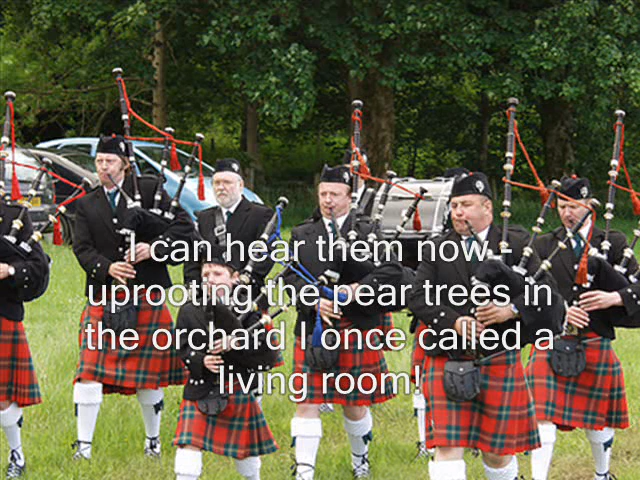 I can hear them now -
uprooting the pear trees in
the orchard I once called a
living room!